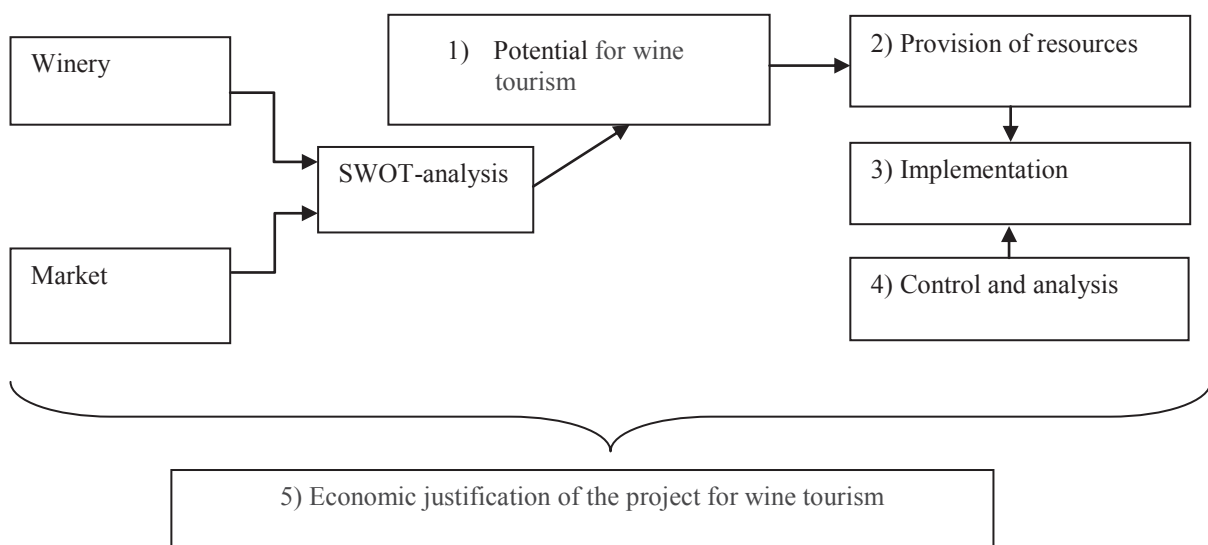 Winery
1) Potential for wine
tourism
2) Provision of resources
SWOT-analysis
3) Implementation
Market
4) Control and analysis
5) Economic justification of the project for wine tourism